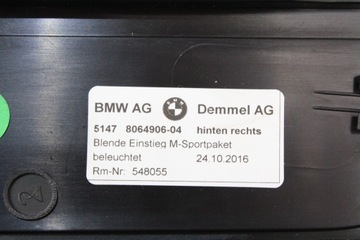 BMW AG Demmel AG
5147 8064906-04 hinten rechts
Blende Einstieg M-Sportpaket
beleuchtet 24.10.2016
Rm-Nr: 548055
2